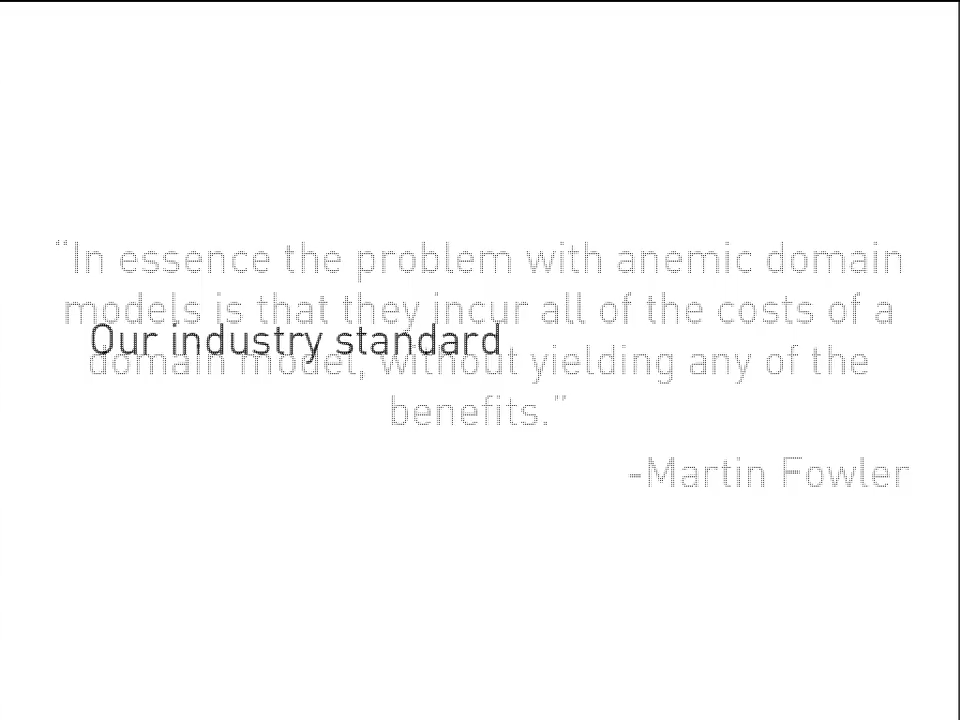 “In essence the problem with anemic domain
models is that they incur all of the costs of a
Our industry standard
domain model, without yielding any of the
benefits.”
-Martin Fowler